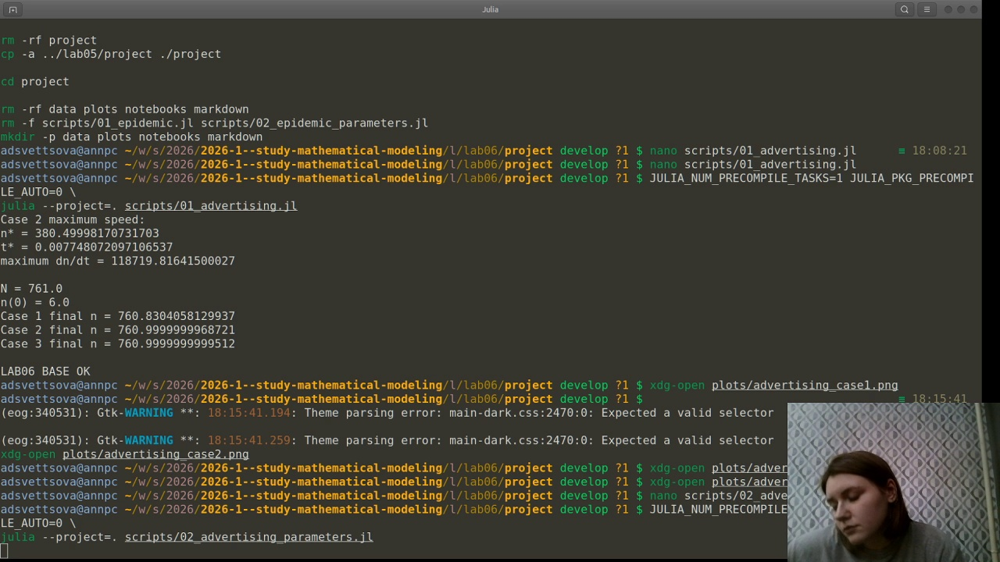 Julia
rm -rf project
cp -a ../lab05/project ./project
cd project
rm -rf data plots notebooks markdown
rm -f scripts/01_epidemic.jl scripts/02_epidemic_parameters.jl
mkdir -p data plots notebooks markdown
adsvettsova@annpc ~/w/s/2026/2026-1--study-mathematical-modeling/l/lab06/project develop ?1 $ nano scripts/01_advertising.jl ≡ 18:08:21
adsvettsova@annpc ~/w/s/2026/2026-1--study-mathematical-modeling/l/lab06/project develop ?1 $ nano scripts/01_advertising.jl
adsvettsova@annpc ~/w/s/2026/2026-1--study-mathematical-modeling/l/lab06/project develop ?1 $ JULIA_NUM_PRECOMPILE_TASKS=1 JULIA_PKG_PRECOMPI
LE_AUTO=0 \
julia --project=. scripts/01_advertising.jl
Case 2 maximum speed:
n* = 380.49998170731703
t* = 0.007748072097106537
maximum dn/dt = 118719.81641500027
N = 761.0
n(0) = 6.0
Case 1 final n = 760.8304058129937
Case 2 final n = 760.9999999968721
Case 3 final n = 760.9999999999512
LAB06 BASE OK
adsvettsova@annpc ~/w/s/2026/2026-1--study-mathematical-modeling/l/lab06/project develop ?1 $ xdg-open plots/advertising_case1.png
adsvettsova@annpc ~/w/s/2026/2026-1--study-mathematical-modeling/l/lab06/project develop ?1 $ ≡ 18:15:41
(eog:340531): Gtk-WARNING **: 18:15:41.194: Theme parsing error: main-dark.css:2470:0: Expected a valid selector
(eog:340531): Gtk-WARNING **: 18:15:41.259: Theme parsing error: main-dark.css:2470:0: Expected a valid selector
xdg-open plots/advertising_case2.png
adsvettsova@annpc ~/w/s/2026/2026-1--study-mathematical-modeling/l/lab06/project develop ?1 $ xdg-open plots/adver
adsvettsova@annpc ~/w/s/2026/2026-1--study-mathematical-modeling/l/lab06/project develop ?1 $ xdg-open plots/adver
adsvettsova@annpc ~/w/s/2026/2026-1--study-mathematical-modeling/l/lab06/project develop ?1 $ nano scripts/02_adve
adsvettsova@annpc ~/w/s/2026/2026-1--study-mathematical-modeling/l/lab06/project develop ?1 $ JULIA_NUM_PRECOMPILE
LE_AUTO=0 \
julia --project=. scripts/02_advertising_parameters.jl